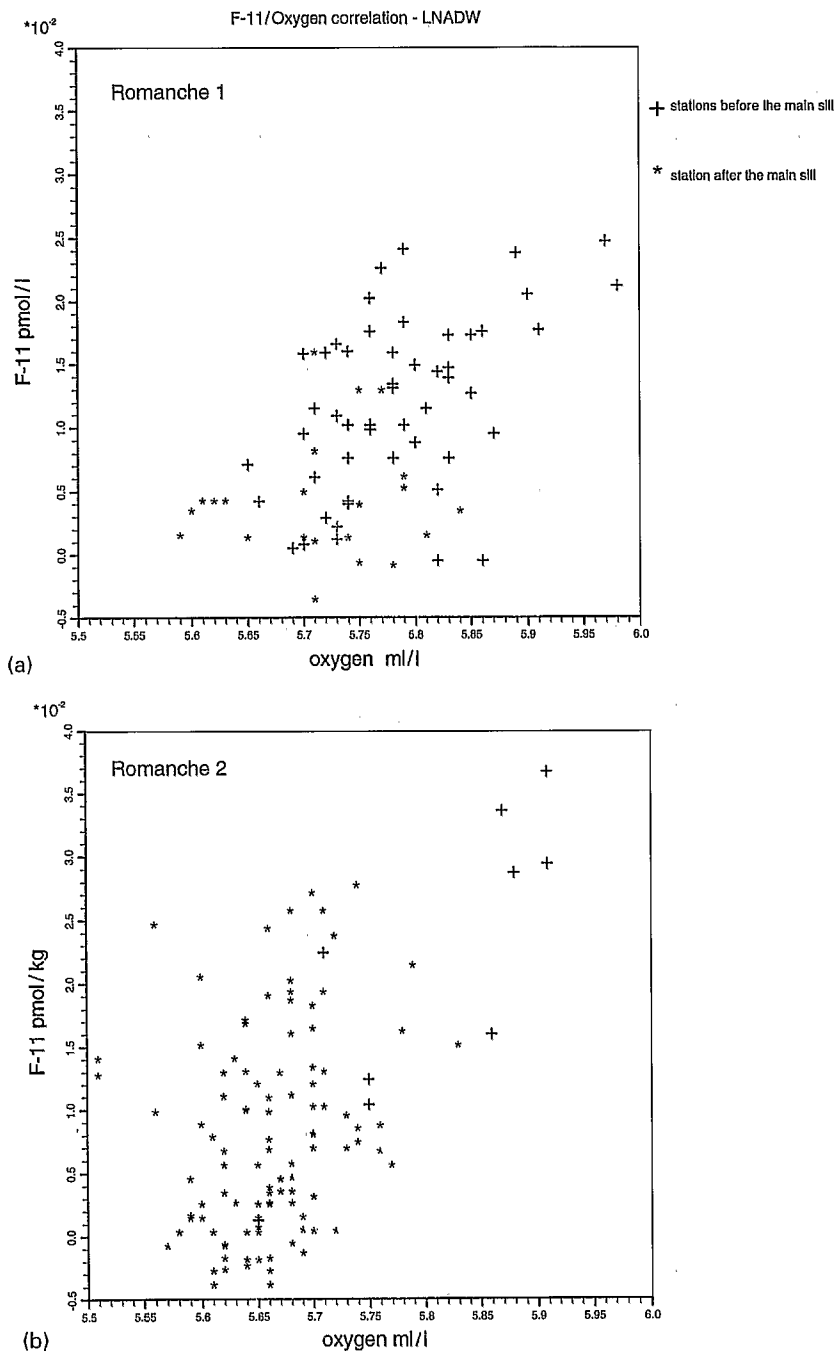 F-11/Oxygen correlation - LNADW
*10-2
4.0
3.5
3.0
2.5
2.0
1.5
1.0
0.5
0.0
-0.5
F-11 pmol/l
Romanche 1
+ stations before the main sill
* station after the main sill
5.5 5.55 5.6 5.65 5.7 5.75 5.8 5.85 5.9 5.95 6.0
oxygen ml/l
(a)
*10-2
4.0
3.5
3.0
2.5
2.0
1.5
1.0
0.5
0.0
-0.5
F-11 pmol/kg
Romanche 2
5.5 5.55 5.6 5.65 5.7 5.75 5.8 5.85 5.9 5.95 6.0
oxygen ml/l
(b)